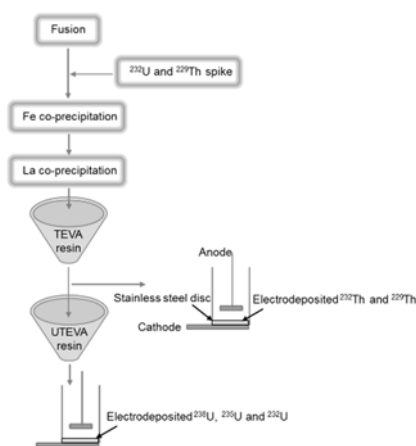 Fusion
²³²U and ²²⁹Th spike
Fe co-precipitation
La co-precipitation
TEVA
resin
Anode
Stainless steel disc
Electrodeposited ²³²Th and ²²⁹Th
Cathode
UTEVA
resin
Electrodeposited ²³⁸U, ²³⁵U and ²³²U